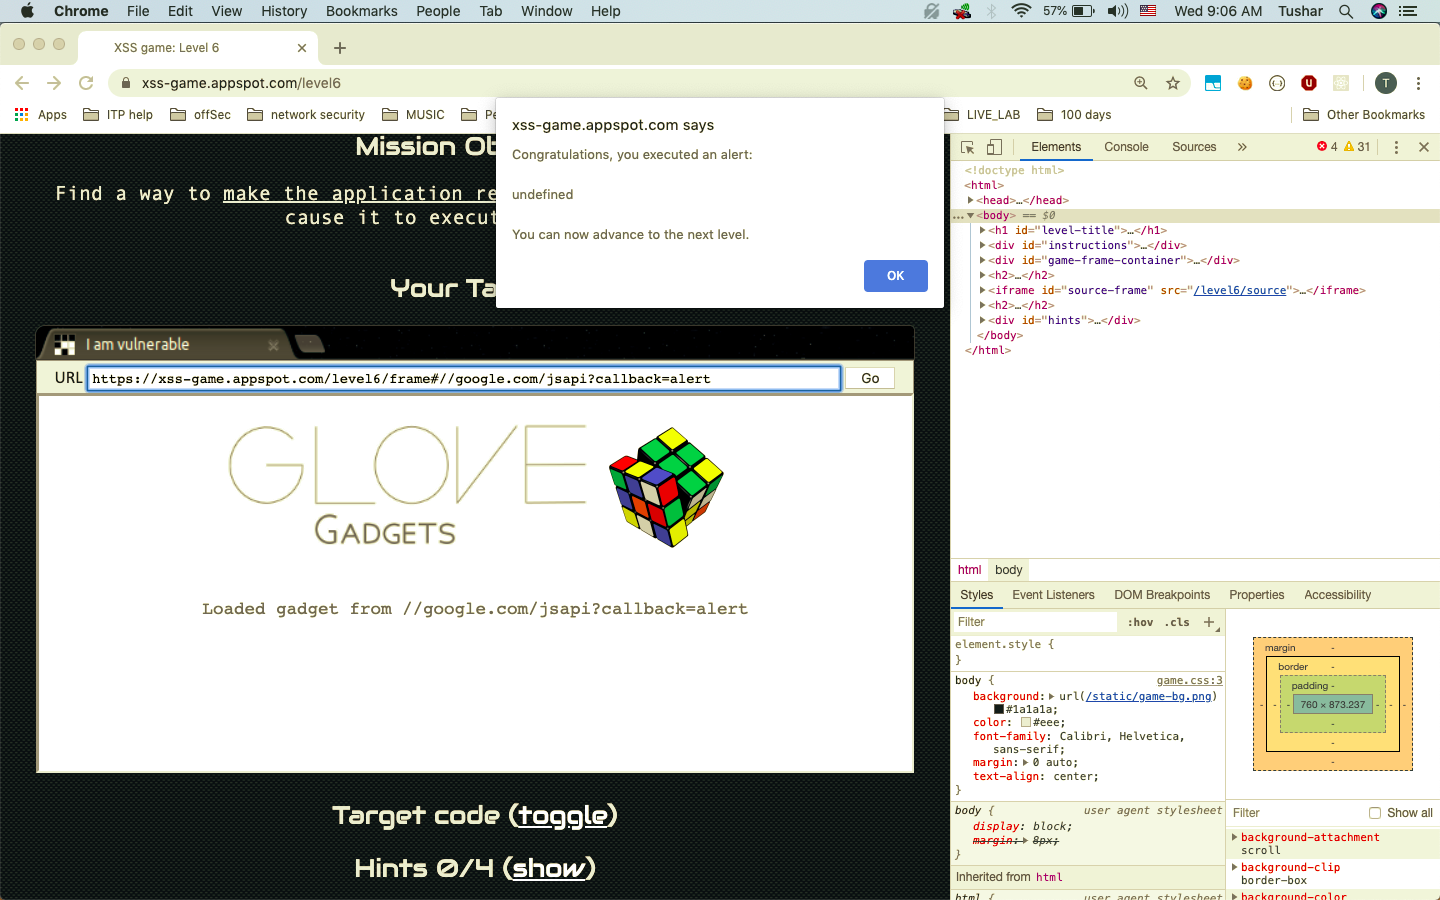 Chrome File Edit View History Bookmarks People Tab Window Help 57% Wed 9:06 AM Tushar
XSS game: Level 6
xss-game.appspot.com/level6 T
Apps ITP help offSec network security MUSIC LIVE_LAB 100 days Other Bookmarks
xss-game.appspot.com says
Congratulations, you executed an alert:
undefined
You can now advance to the next level.
OK
Mission Ob
Find a way to make the application re
cause it to execut
Your Ta
I am vulnerable
URL https://xss-game.appspot.com/level6/frame#//google.com/jsapi?callback=alert Go
GLOVE
GADGETS
Loaded gadget from //google.com/jsapi?callback=alert
Target code (toggle)
Hints 0/4 (show)
Elements Console Sources » 4 31
<!doctype html>
<html>
<head>…</head>
…<body> == $0
<h1 id="level-title">…</h1>
<div id="instructions">…</div>
<div id="game-frame-container">…</div>
<h2>…</h2>
<iframe id="source-frame" src="/level6/source">…</iframe>
<h2>…</h2>
<div id="hints">…</div>
</body>
</html>
html body
Styles Event Listeners DOM Breakpoints Properties Accessibility
Filter :hov .cls +
element.style {
}
body { game.css:3
background: url(/static/game-bg.png)
#1a1a1a;
color: #eee;
font-family: Calibri, Helvetica,
sans-serif;
margin: 0 auto;
text-align: center;
}
body { user agent stylesheet
display: block;
margin: 8px;
}
Inherited from html
html { user agent stylesheet
margin -
border -
padding -
- - - 760 × 873.237 - - -
-
-
-
Filter Show all
background-attachment
scroll
background-clip
border-box
background-color